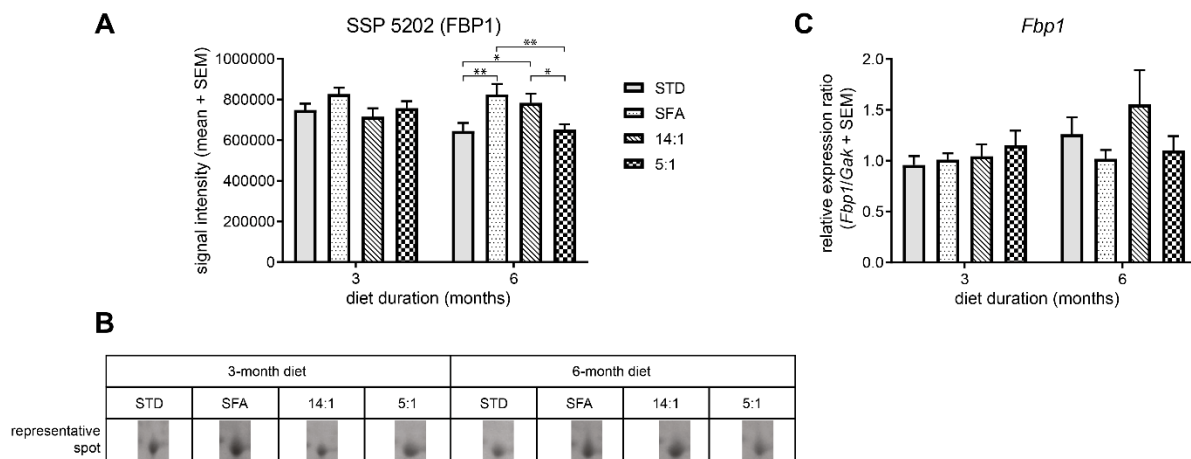 A
SSP 5202 (FBP1)
signal intensity (mean + SEM)
1000000
800000
600000
400000
200000
0
**
*
**
*
3
6
diet duration (months)
STD
SFA
14:1
5:1
C
Fbp1
relative expression ratio
(Fbp1/Gak + SEM)
2.0
1.5
1.0
0.5
0.0
3
6
diet duration (months)
B
3-month diet
6-month diet
STD
SFA
14:1
5:1
STD
SFA
14:1
5:1
representative
spot